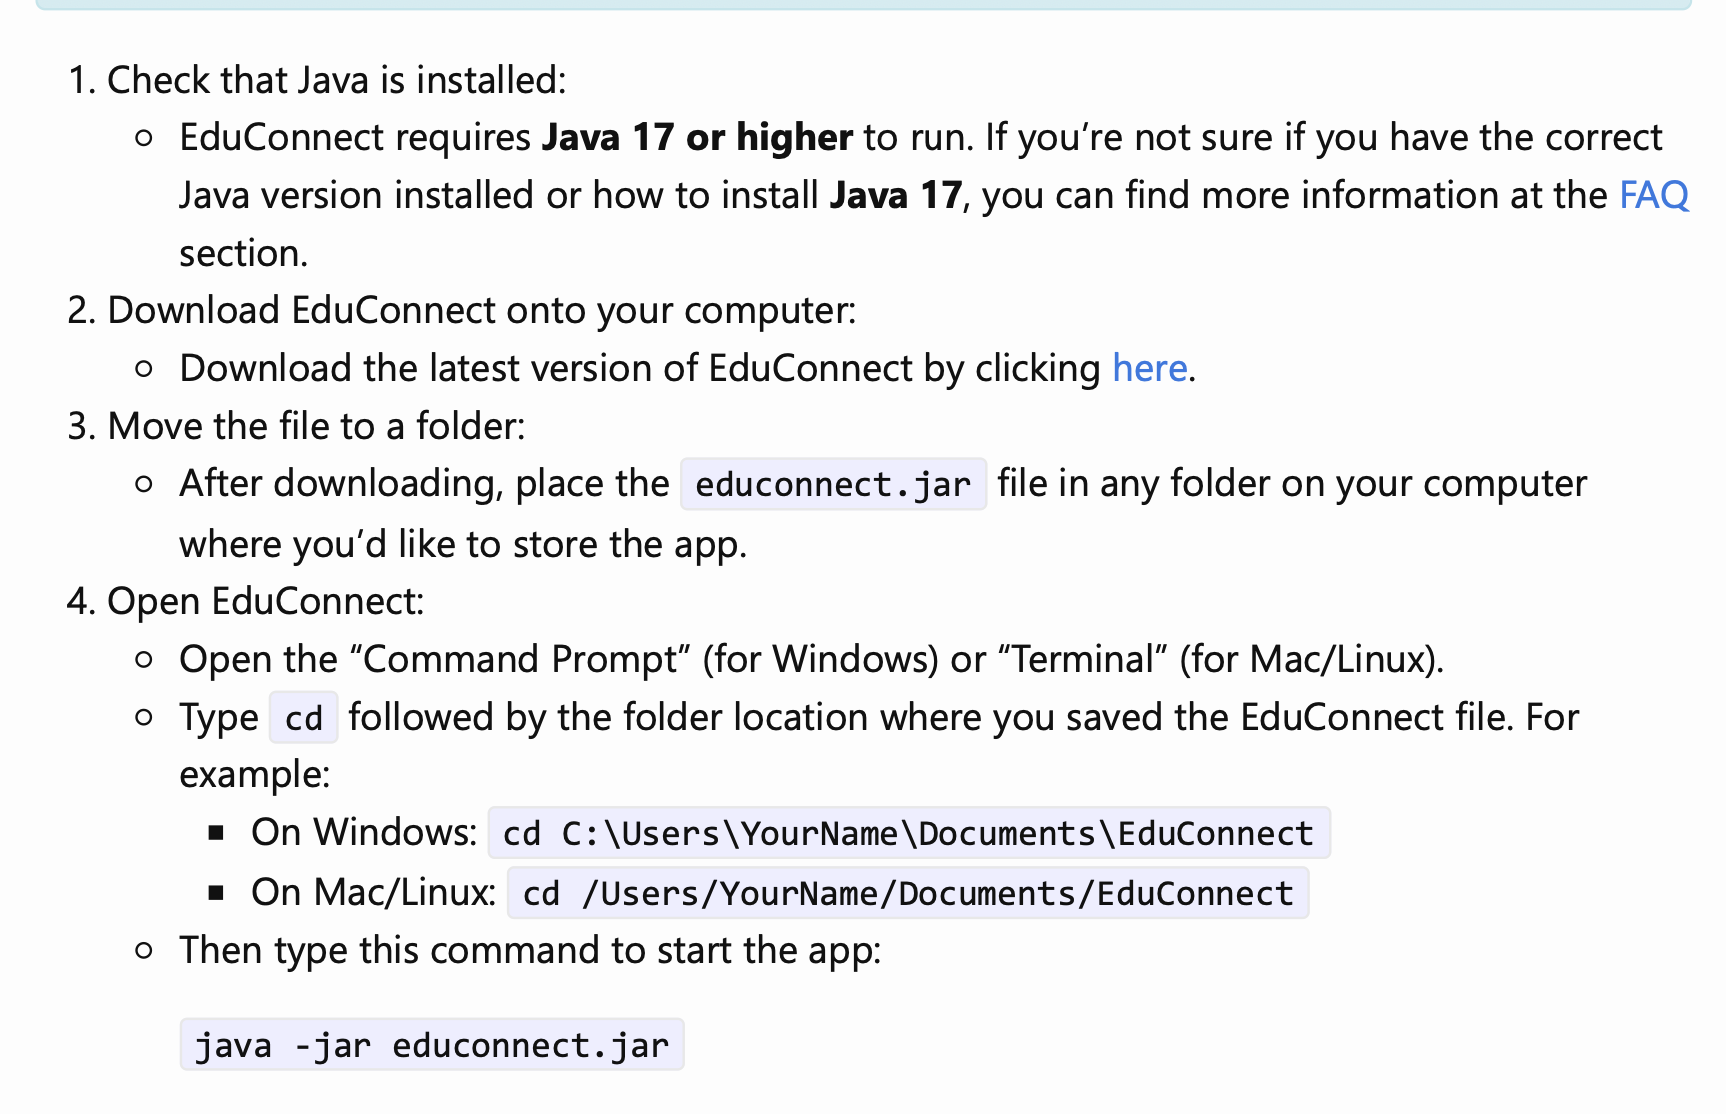 1. Check that Java is installed:
EduConnect requires Java 17 or higher to run. If you’re not sure if you have the correct
Java version installed or how to install Java 17, you can find more information at the FAQ
section.
2. Download EduConnect onto your computer:
Download the latest version of EduConnect by clicking here.
3. Move the file to a folder:
After downloading, place the educonnect.jar file in any folder on your computer
where you’d like to store the app.
4. Open EduConnect:
Open the “Command Prompt” (for Windows) or “Terminal” (for Mac/Linux).
Type cd followed by the folder location where you saved the EduConnect file. For
example:
On Windows: cd C:\Users\YourName\Documents\EduConnect
On Mac/Linux: cd /Users/YourName/Documents/EduConnect
Then type this command to start the app:
java -jar educonnect.jar